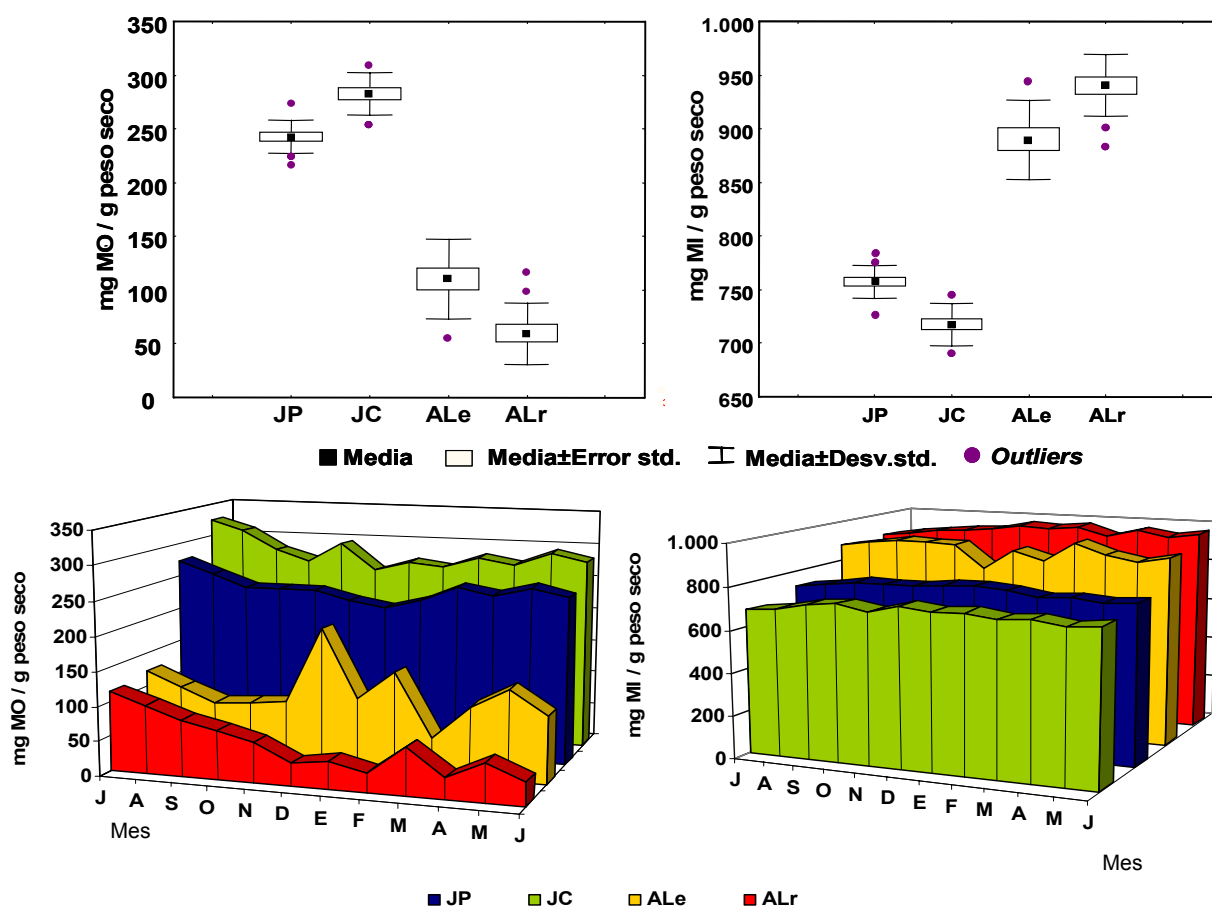 350
300
250
200
150
100
50
0
mg MO / g peso seco
JP JC ALe ALr
1.000
950
900
850
800
750
700
650
mg MI / g peso seco
JP JC ALe ALr
Media Media±Error std. Media±Desv.std. Outliers
350
300
250
200
150
100
50
0
mg MO / g peso seco
J A S O N D E F M A M J
Mes
1.000
800
600
400
200
0
mg MI / g peso seco
J A S O N D E F M A M J
Mes
JP JC ALe ALr